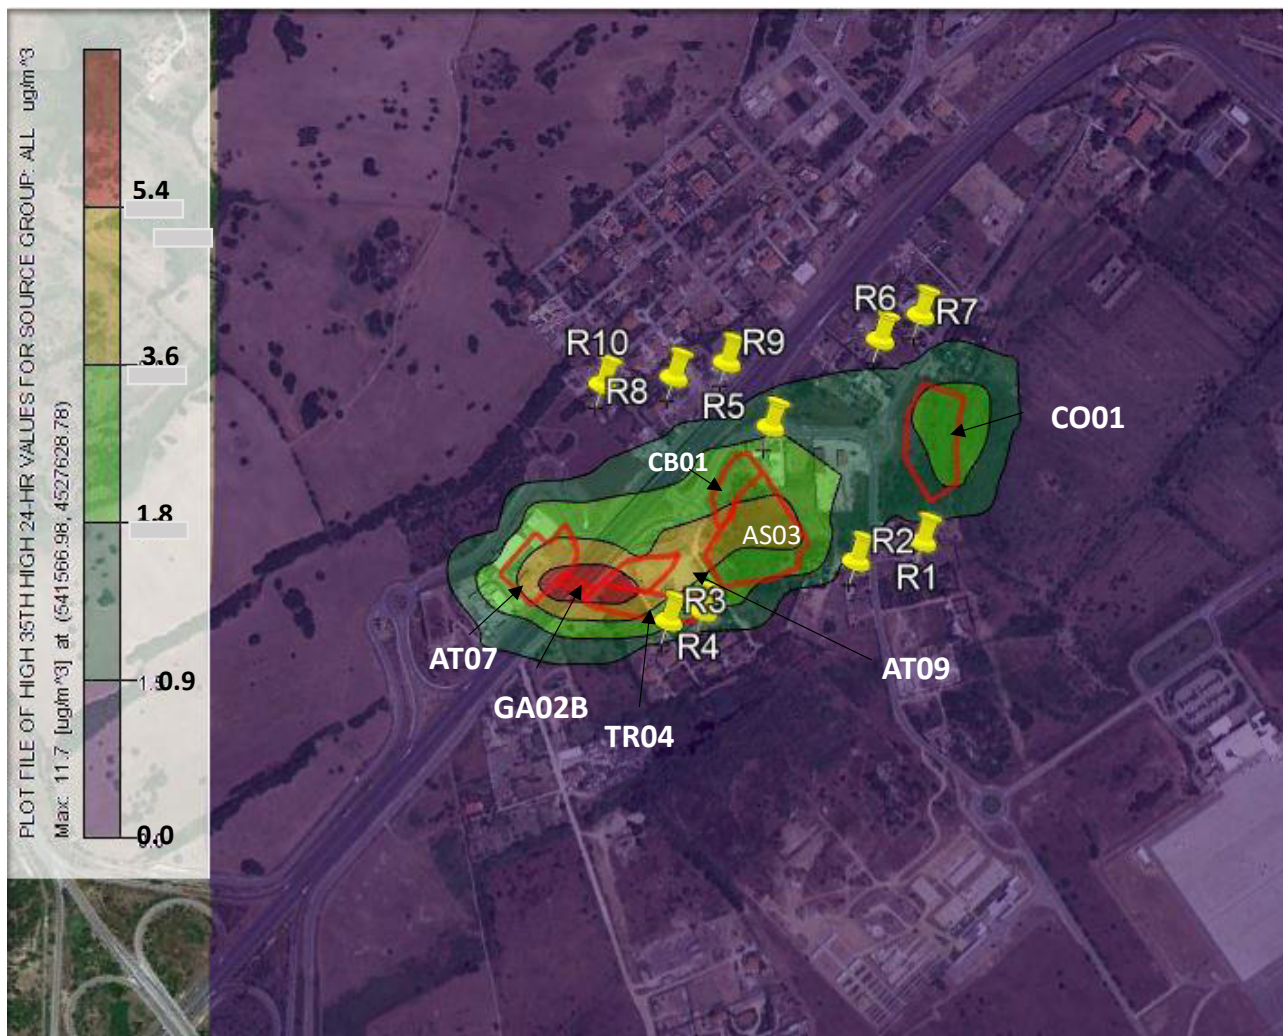 PLOT FILE OF HIGH 35TH HIGH 24-HR VALUES FOR SOURCE GROUP: ALL ug/m^3
Max: 11.7 [ug/m^3] at (541566.98, 4527628.78)
5.4
3.6
1.8
0.9
0.0
R6
R7
R10
R9
R8
R5
CO01
CB01
AS03
R2
R1
R3
R4
AT07
AT09
GA02B
TR04